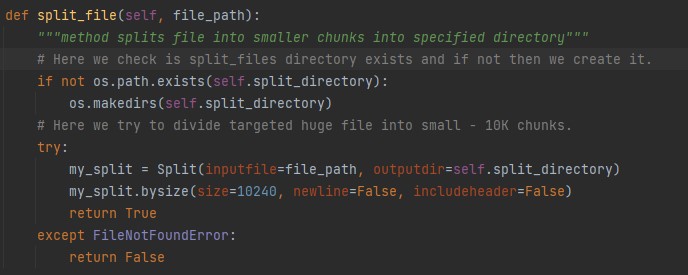 def split_file(self, file_path):
    """method splits file into smaller chunks into specified directory"""
    # Here we check is split_files directory exists and if not then we create it.
    if not os.path.exists(self.split_directory):
        os.makedirs(self.split_directory)
    # Here we try to divide targeted huge file into small - 10K chunks.
    try:
        my_split = Split(inputfile=file_path, outputdir=self.split_directory)
        my_split.bysize(size=10240, newline=False, includeheader=False)
        return True
    except FileNotFoundError:
        return False